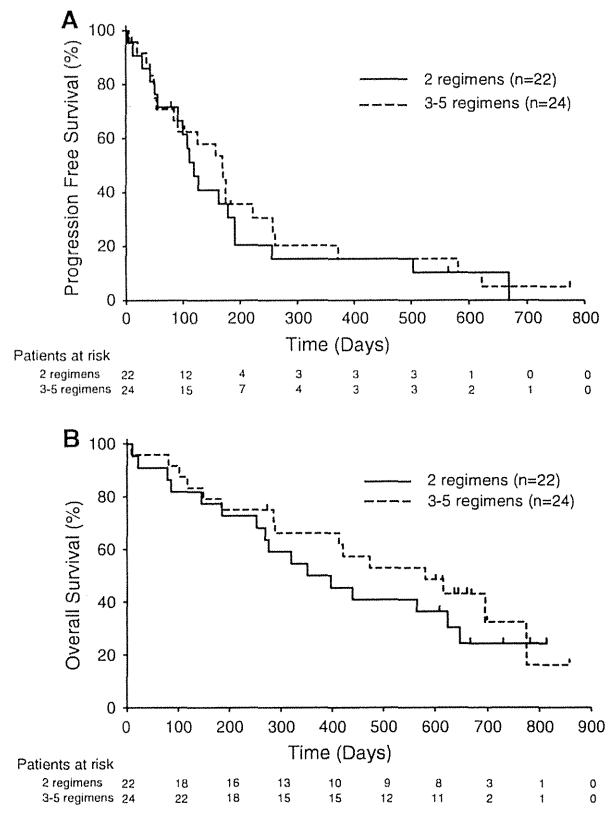 A
Progression Free Survival (%)
100
80
60
40
20
0
2 regimens (n=22)
3-5 regimens (n=24)
0 100 200 300 400 500 600 700 800
Time (Days)
Patients at risk
2 regimens 22 12 4 3 3 3 1 0 0
3-5 regimens 24 15 7 4 3 3 2 1 0
B
Overall Survival (%)
100
80
60
40
20
0
2 regimens (n=22)
3-5 regimens (n=24)
0 100 200 300 400 500 600 700 800 900
Time (Days)
Patients at risk
2 regimens 22 18 16 13 10 9 8 3 1 0
3-5 regimens 24 22 18 15 15 12 11 2 1 0